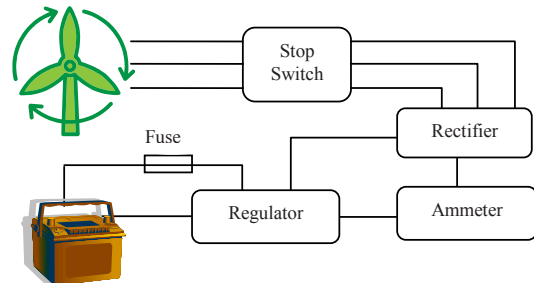 Stop
Switch
Rectifier
Fuse
Regulator
Ammeter